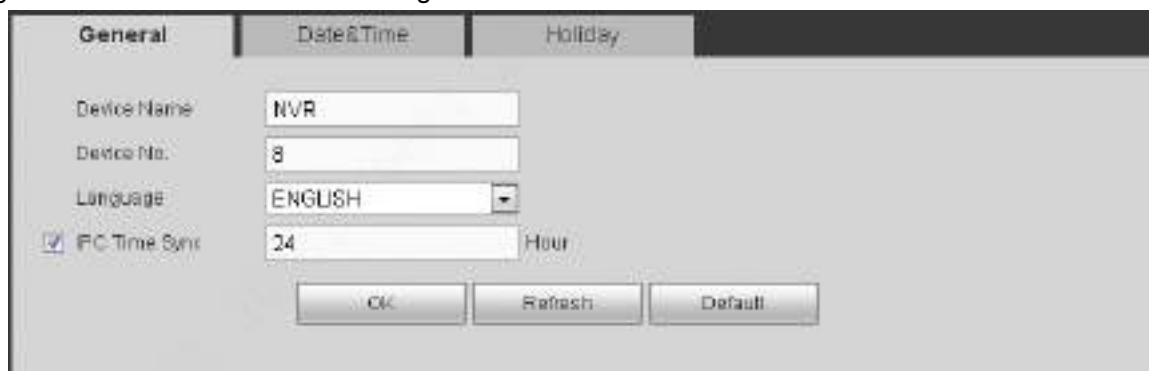 General Date&Time Holiday
Device Name NVR
Device No. 8
Language ENGLISH
IPC Time Sync 24 Hour
OK Refresh Default